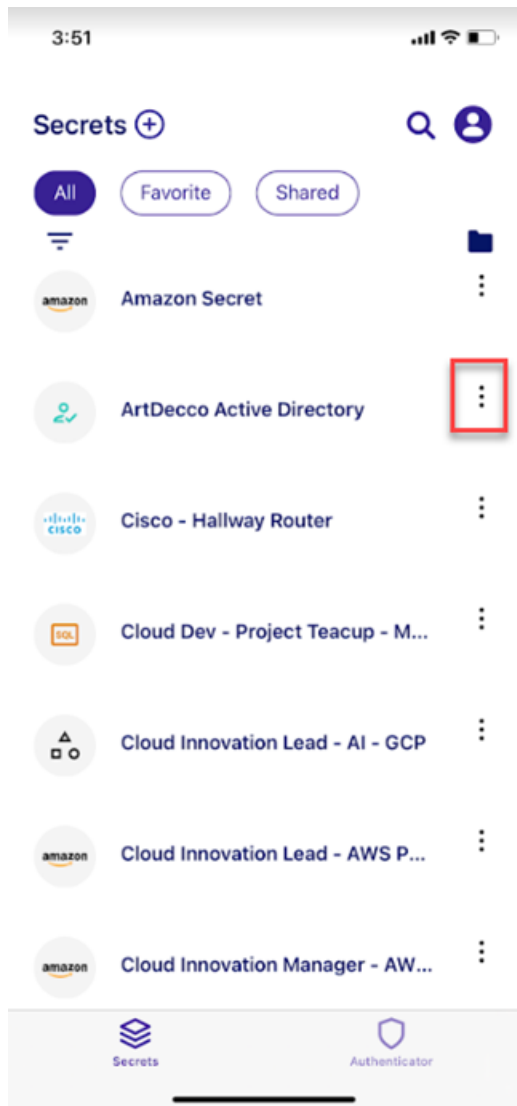 3:51
Secrets
All
Favorite
Shared
amazon
Amazon Secret
ArtDecco Active Directory
CISCO
Cisco - Hallway Router
SQL
Cloud Dev - Project Teacup - M...
Cloud Innovation Lead - AI - GCP
amazon
Cloud Innovation Lead - AWS P...
amazon
Cloud Innovation Manager - AW...
Secrets
Authenticator